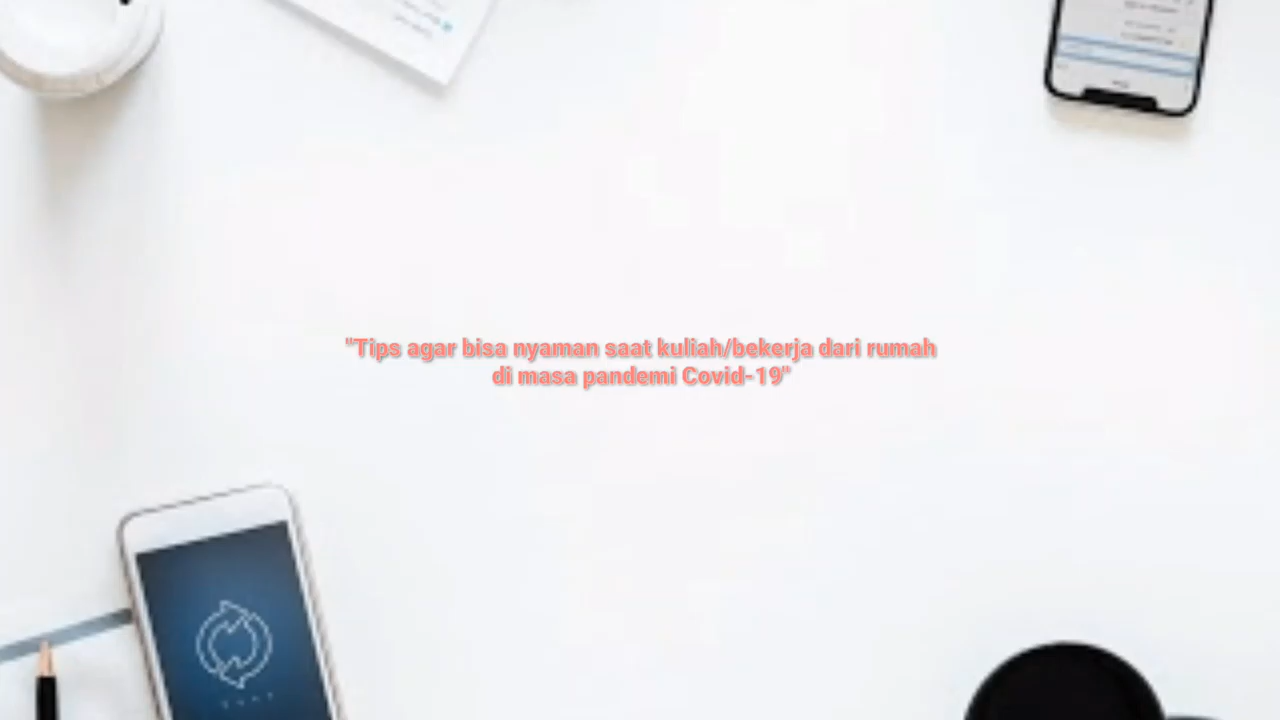 "Tips agar bisa nyaman saat kuliah/bekerja dari rumah
di masa pandemi Covid-19"